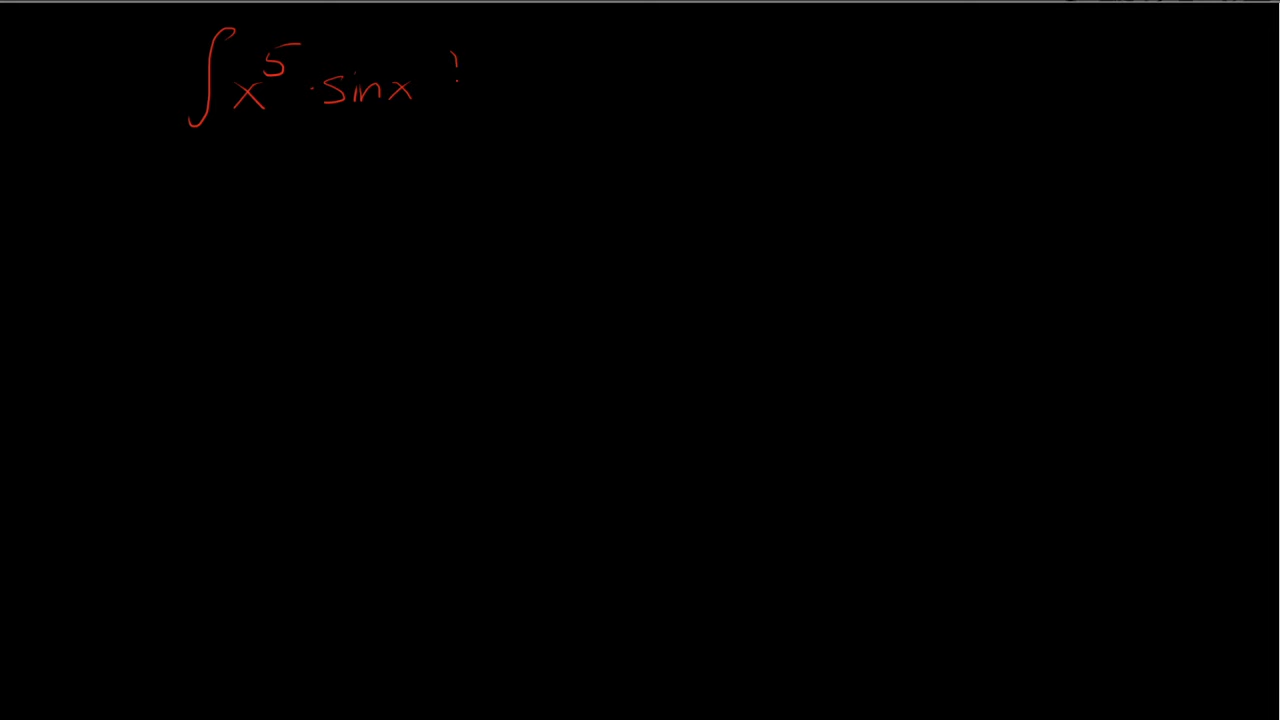 ∫x⁵ · sinx